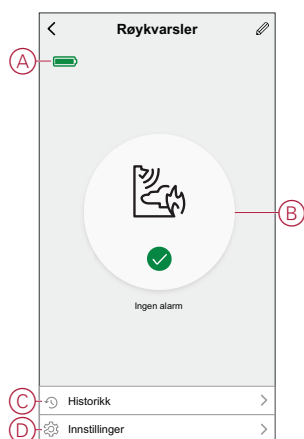 Røykvarsler
A
B
Ingen alarm
C Historikk
D Innstillinger